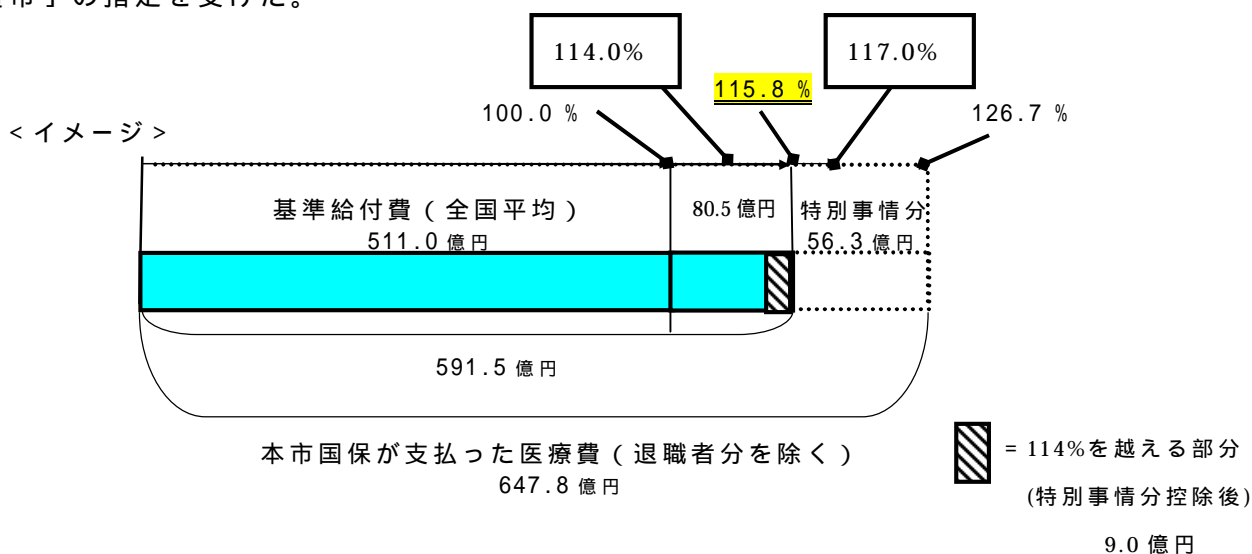 市」の指定を受けた。
114.0%
117.0%
115.8 %
100.0 %
126.7 %
<イメージ>
基準給付費(全国平均)
511.0 億円
80.5 億円
特別事情分
56.3 億円
591.5 億円
本市国保が支払った医療費(退職者分を除く)
647.8 億円
= 114%を越える部分
(特別事情分控除後)
9.0 億円